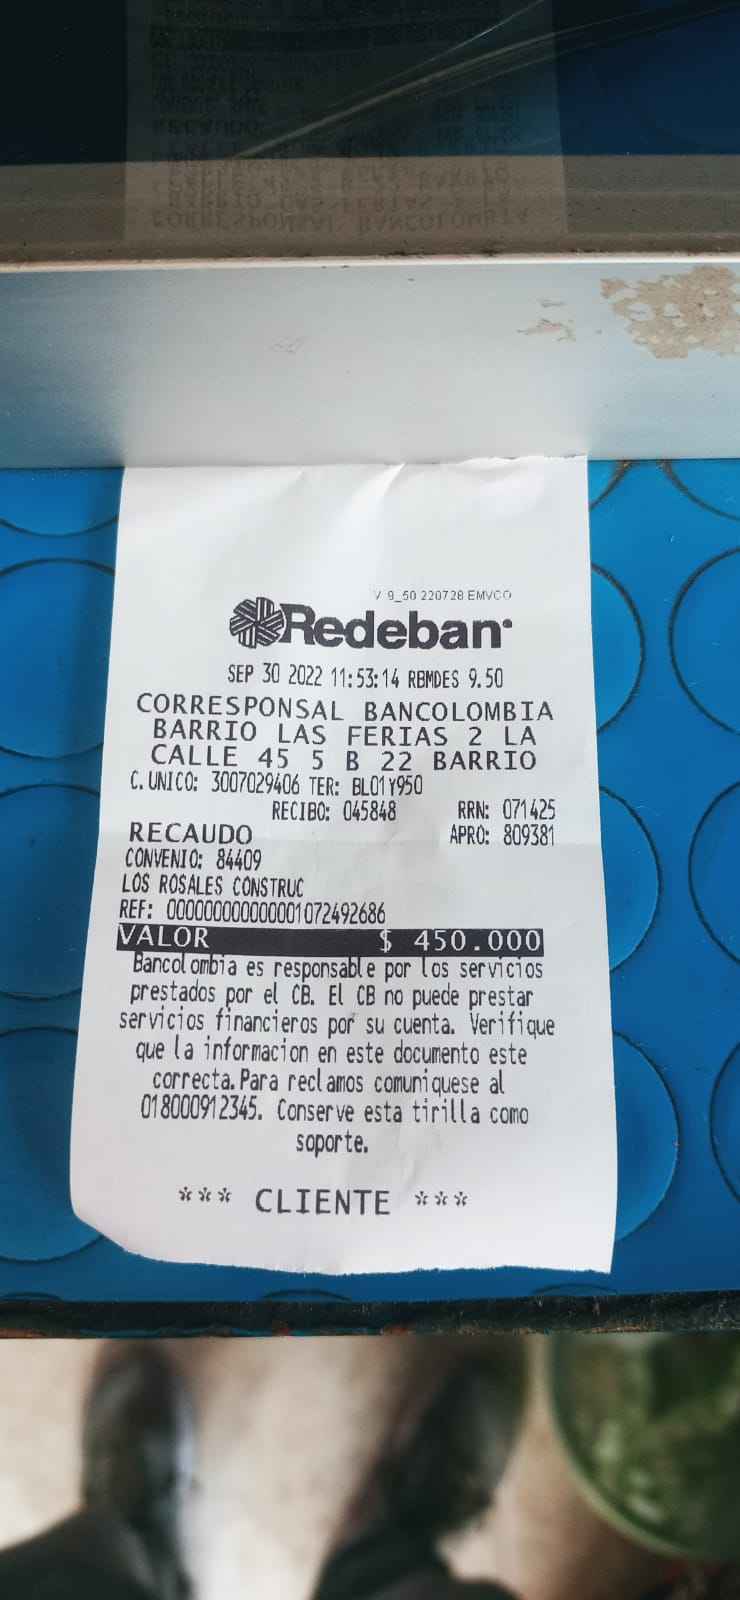 V 9_50 220728 EMVCO
Redeban
SEP 30 2022 11:53:14 RBMDES 9.50
CORRESPONSAL BANCOLOMBIA
BARRIO LAS FERIAS 2 LA
CALLE 45 5 B 22 BARRIO
C. UNICO: 3007029406 TER: BL01Y950
RECIBO: 045848 RRN: 071425
RECAUDO APRO: 809381
CONVENIO: 84409
LOS ROSALES CONSTRUC
REF: 000000000000001072492686
VALOR $ 450.000
Bancolombia es responsable por los servicios
prestados por el CB. El CB no puede prestar
servicios financieros por su cuenta. Verifique
que la informacion en este documento este
correcta. Para reclamos comuniquese al
018000912345. Conserve esta tirilla como
soporte.
*** CLIENTE ***